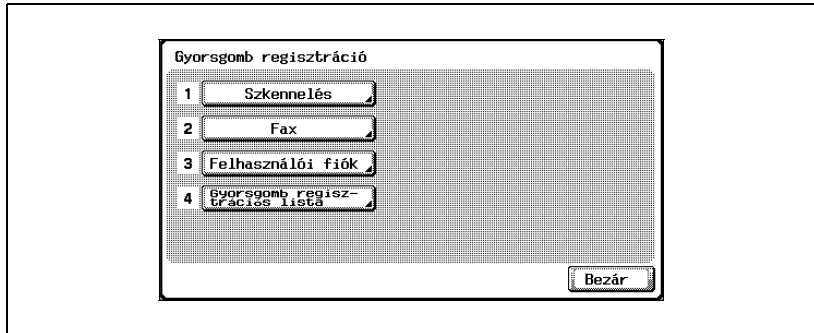 Gyorsgomb regisztráció
1 Szkennelés
2 Fax
3 Felhasználói fiók
4 Gyorsgomb regisz-
trációs lista
Bezár